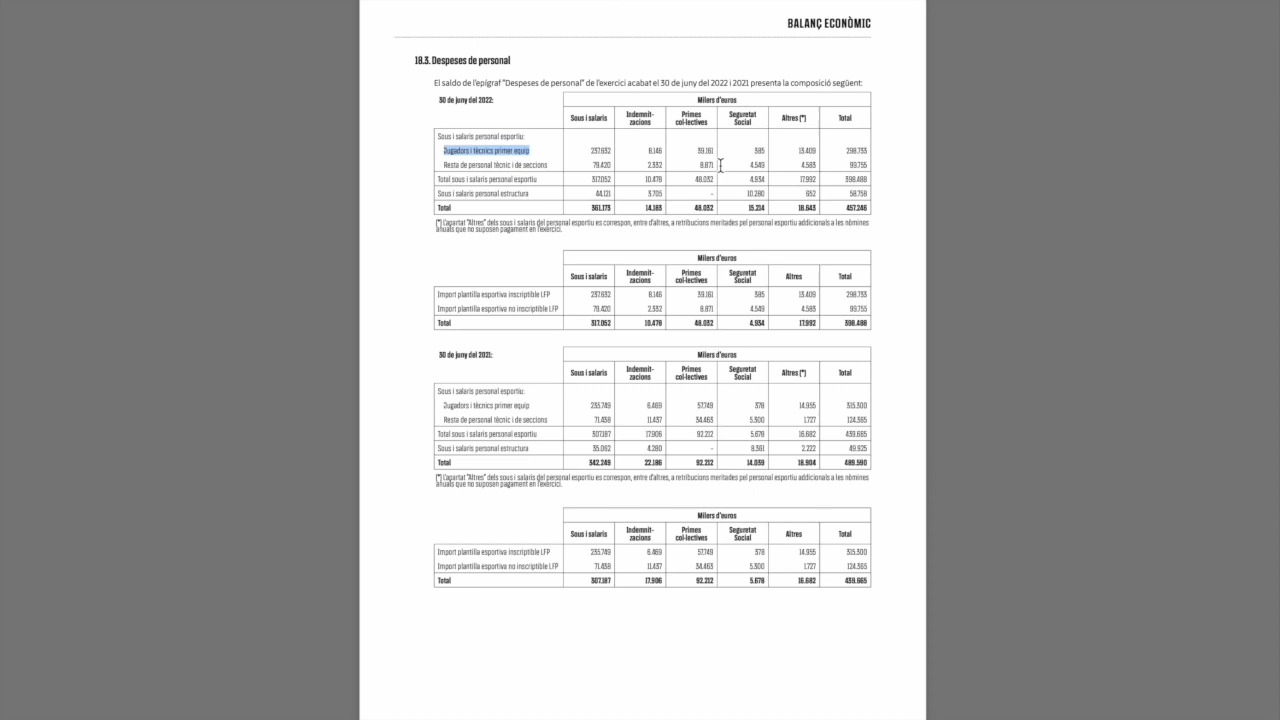 BALANÇ ECONÒMIC
18.3. Despeses de personal
El saldo de l'epígraf "Despeses de personal" de l'exercici acabat el 30 de juny del 2022 i 2021 presenta la composició següent:
30 de juny del 2022: Milers d'euros
Sous i salaris Indemnit-zacions Primes col·lectives Seguretat Social Altres (*) Total
Sous i salaris personal esportiu:
Jugadors i tècnics primer equip 237.632 8.146 39.161 385 13.409 298.733
Resta de personal tècnic i de seccions 79.420 2.332 8.871 4.549 4.583 99.755
Total sous i salaris personal esportiu 317.052 10.478 48.032 4.934 17.992 398.488
Sous i salaris personal estructura 44.121 3.705 - 10.280 652 58.758
Total 361.173 14.183 48.032 15.214 18.643 457.246
(*) L'apartat "Altres" dels sous i salaris del personal esportiu es correspon, entre d'altres, a retribucions meritades pel personal esportiu addicionals a les nòmines
anuals que no suposen pagament en l'exercici.
Milers d'euros
Sous i salaris Indemnit-zacions Primes col·lectives Seguretat Social Altres Total
Import plantilla esportiva inscriptible LFP 237.632 8.146 39.161 385 13.409 298.733
Import plantilla esportiva no inscriptible LFP 79.420 2.332 8.871 4.549 4.583 99.755
Total 317.052 10.478 48.032 4.934 17.992 398.488
30 de juny del 2021: Milers d'euros
Sous i salaris Indemnit-zacions Primes col·lectives Seguretat Social Altres (*) Total
Sous i salaris personal esportiu:
Jugadors i tècnics primer equip 235.749 6.469 57.749 378 14.955 315.300
Resta de personal tècnic i de seccions 71.438 11.437 34.463 5.300 1.727 124.365
Total sous i salaris personal esportiu 307.187 17.906 92.212 5.678 16.682 439.665
Sous i salaris personal estructura 35.062 4.280 - 8.361 2.222 49.925
Total 342.249 22.186 92.212 14.039 18.904 489.590
(*) L'apartat "Altres" dels sous i salaris del personal esportiu es correspon, entre d'altres, a retribucions meritades pel personal esportiu addicionals a les nòmines
anuals que no suposen pagament en l'exercici.
Milers d'euros
Sous i salaris Indemnit-zacions Primes col·lectives Seguretat Social Altres Total
Import plantilla esportiva inscriptible LFP 235.749 6.469 57.749 378 14.955 315.300
Import plantilla esportiva no inscriptible LFP 71.438 11.437 34.463 5.300 1.727 124.365
Total 307.187 17.906 92.212 5.678 16.682 439.665